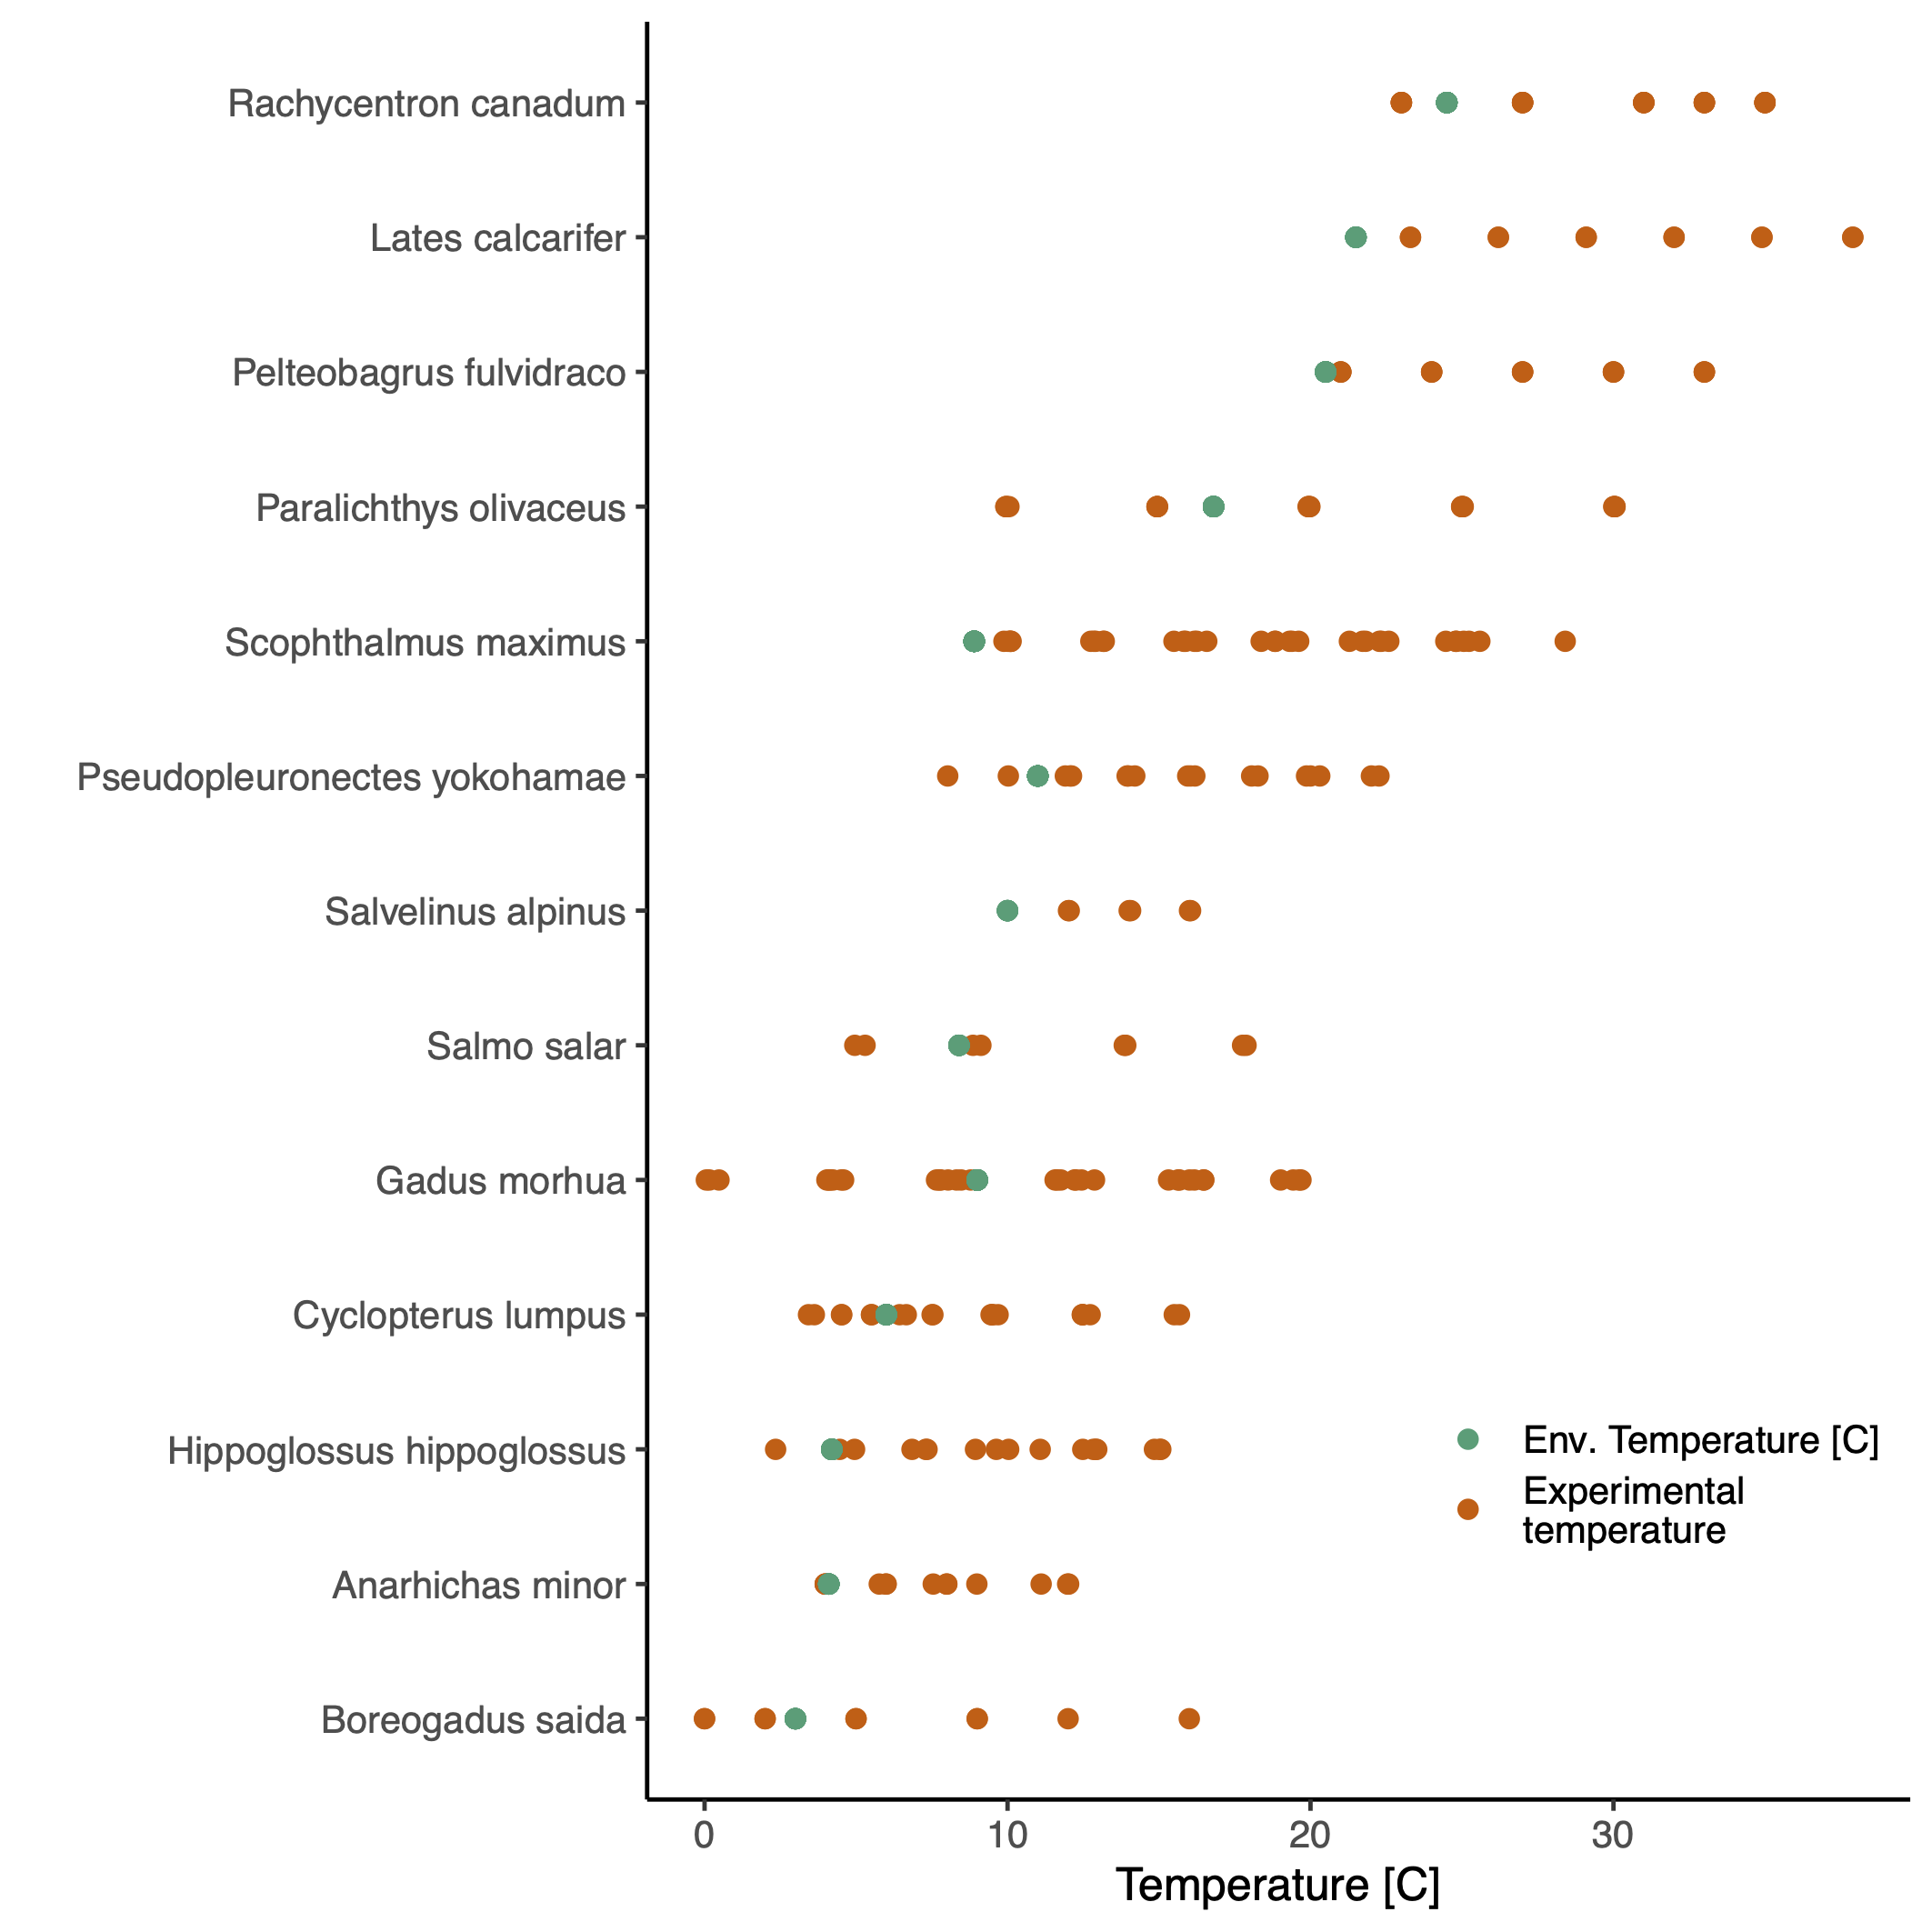 Rachycentron canadum
Lates calcarifer
Pelteobagrus fulvidraco
Paralichthys olivaceus
Scophthalmus maximus
Pseudopleuronectes yokohamae
Salvelinus alpinus
Salmo salar
Gadus morhua
Cyclopterus lumpus
Hippoglossus hippoglossus
Anarhichas minor
Boreogadus saida
Env. Temperature [C]
Experimental
temperature
0 10 20 30
Temperature [C]